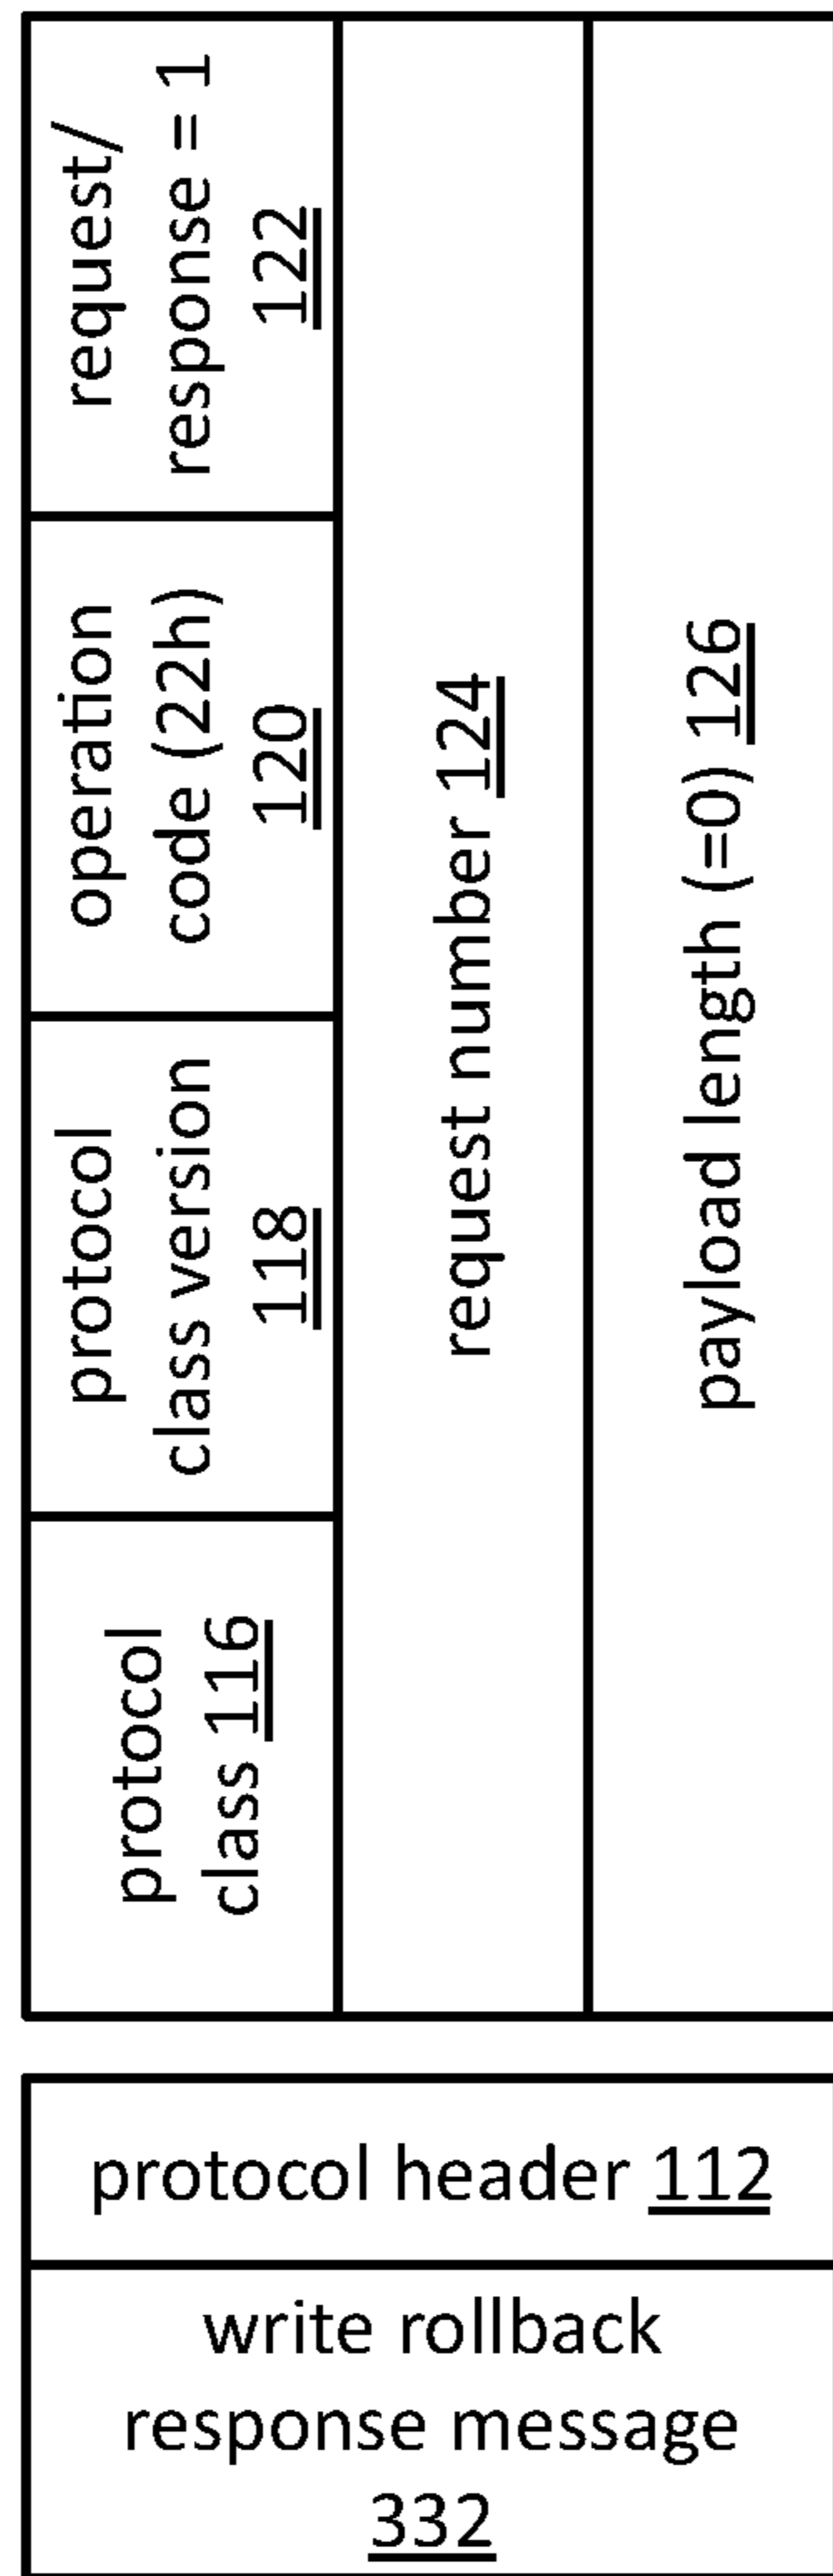 protocol
class 116
protocol
class version
118
operation
code (22h)
120
request/
response = 1
122
request number 124
payload length (=0) 126
protocol header 112
write rollback
response message
332